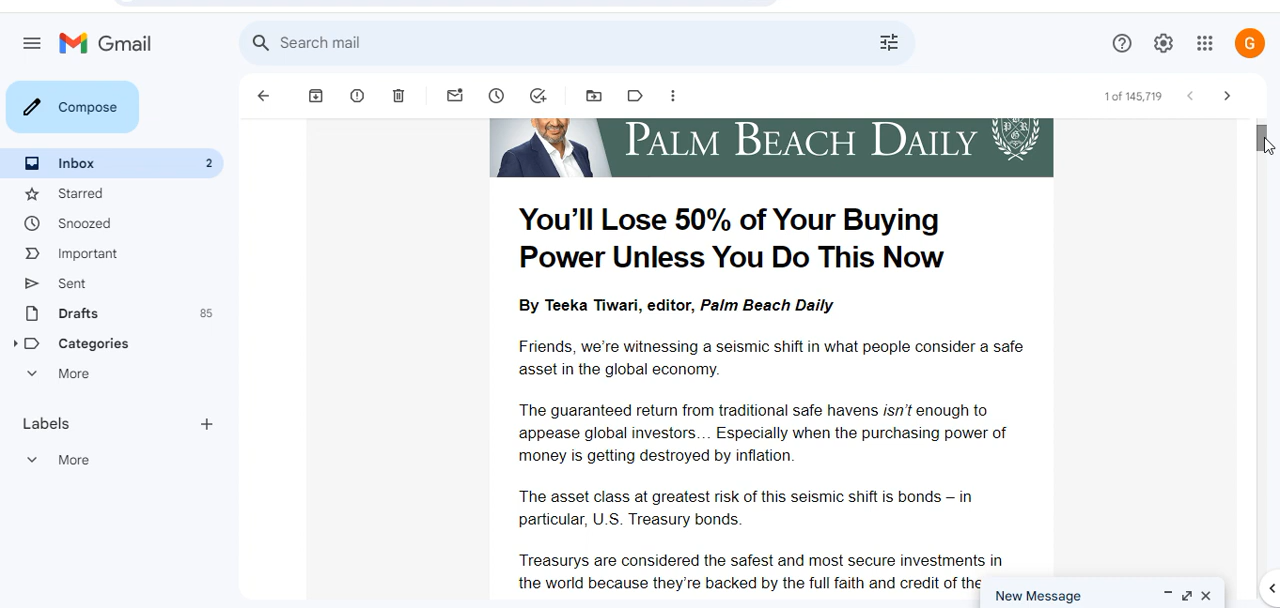 Gmail
Search mail
G
Compose
1 of 145,719
Inbox 2
Starred
Snoozed
Important
Sent
Drafts 85
Categories
More
Labels
More
PALM BEACH DAILY
You'll Lose 50% of Your Buying
Power Unless You Do This Now
By Teeka Tiwari, editor, Palm Beach Daily
Friends, we're witnessing a seismic shift in what people consider a safe
asset in the global economy.
The guaranteed return from traditional safe havens isn't enough to
appease global investors… Especially when the purchasing power of
money is getting destroyed by inflation.
The asset class at greatest risk of this seismic shift is bonds – in
particular, U.S. Treasury bonds.
Treasurys are considered the safest and most secure investments in
the world because they're backed by the full faith and credit of the
New Message